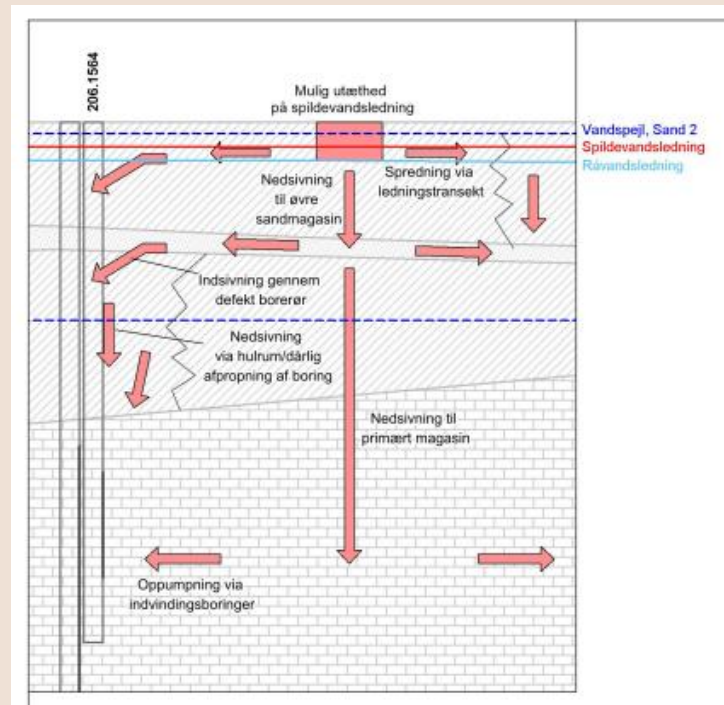 206.1564
Mulig utæthed
på spildevandsledning
Vandspejl, Sand 2
Spildevandsledning
Råvandsledning
Nedsivning
til øvre
sandmagasin
Spredning via
ledningstransekt
Indsivning gennem
defekt borerør
Nedsivning
via hulrum/dårlig
afpropning af boring
Nedsivning til
primært magasin
Oppumpning via
indvindingsboringer